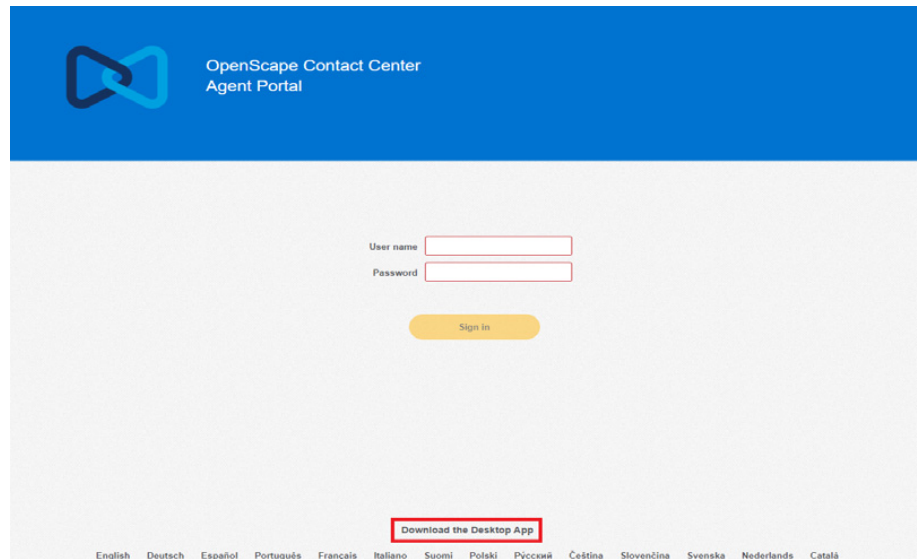 OpenScape Contact Center
Agent Portal
User name
Password
Sign in
Download the Desktop App
English Deutsch Español Português Français Italiano Suomi Polski Русский Čeština Slovenčina Svenska Nederlands Català